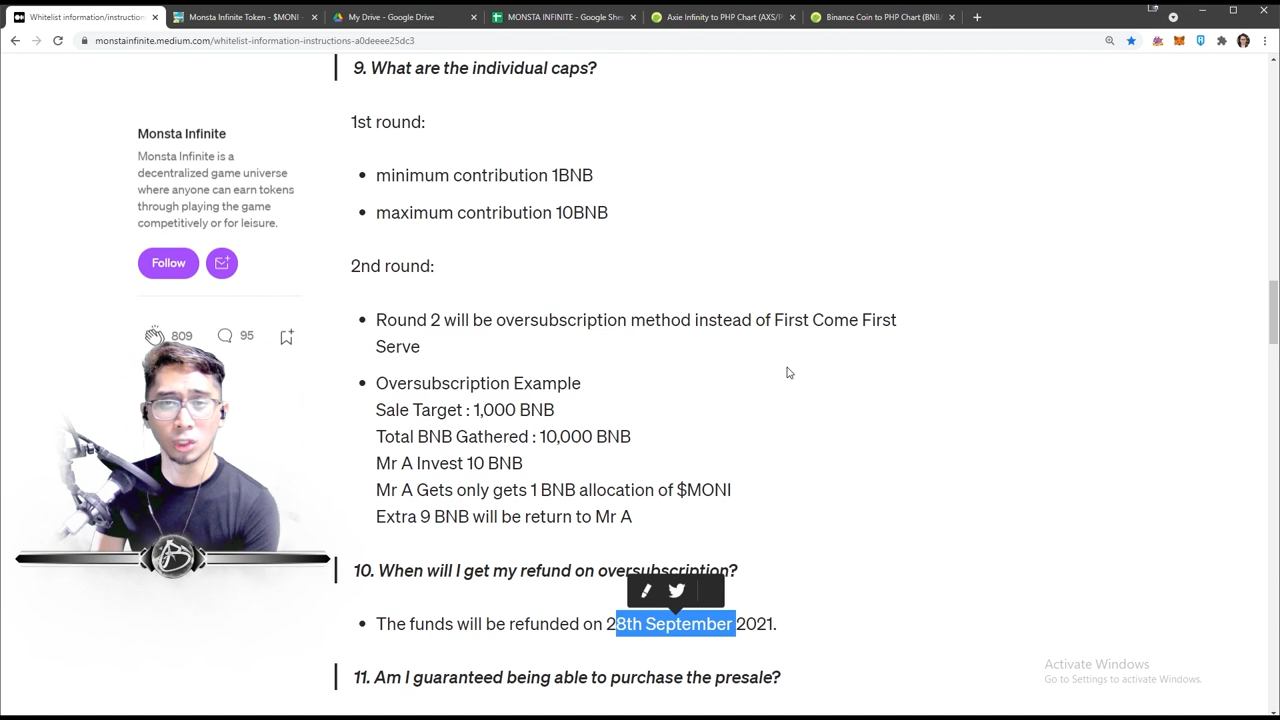 Whitelist information/instruction
Monsta Infinite Token - $MONI -
My Drive - Google Drive
MONSTA INFINITE - Google She
Axie Infinity to PHP Chart (AXS/P
Binance Coin to PHP Chart (BNB/
monstainfinite.medium.com/whitelist-information-instructions-a0deeee25dc3
9. What are the individual caps?
1st round:
Monsta Infinite
Monsta Infinite is a
decentralized game universe
where anyone can earn tokens
through playing the game
competitively or for leisure.
Follow
809
95
• minimum contribution 1BNB
• maximum contribution 10BNB
2nd round:
• Round 2 will be oversubscription method instead of First Come First
Serve
• Oversubscription Example
Sale Target : 1,000 BNB
Total BNB Gathered : 10,000 BNB
Mr A Invest 10 BNB
Mr A Gets only gets 1 BNB allocation of $MONI
Extra 9 BNB will be return to Mr A
10. When will I get my refund on oversubscription?
• The funds will be refunded on 28th September 2021.
11. Am I guaranteed being able to purchase the presale?
Activate Windows
Go to Settings to activate Windows.